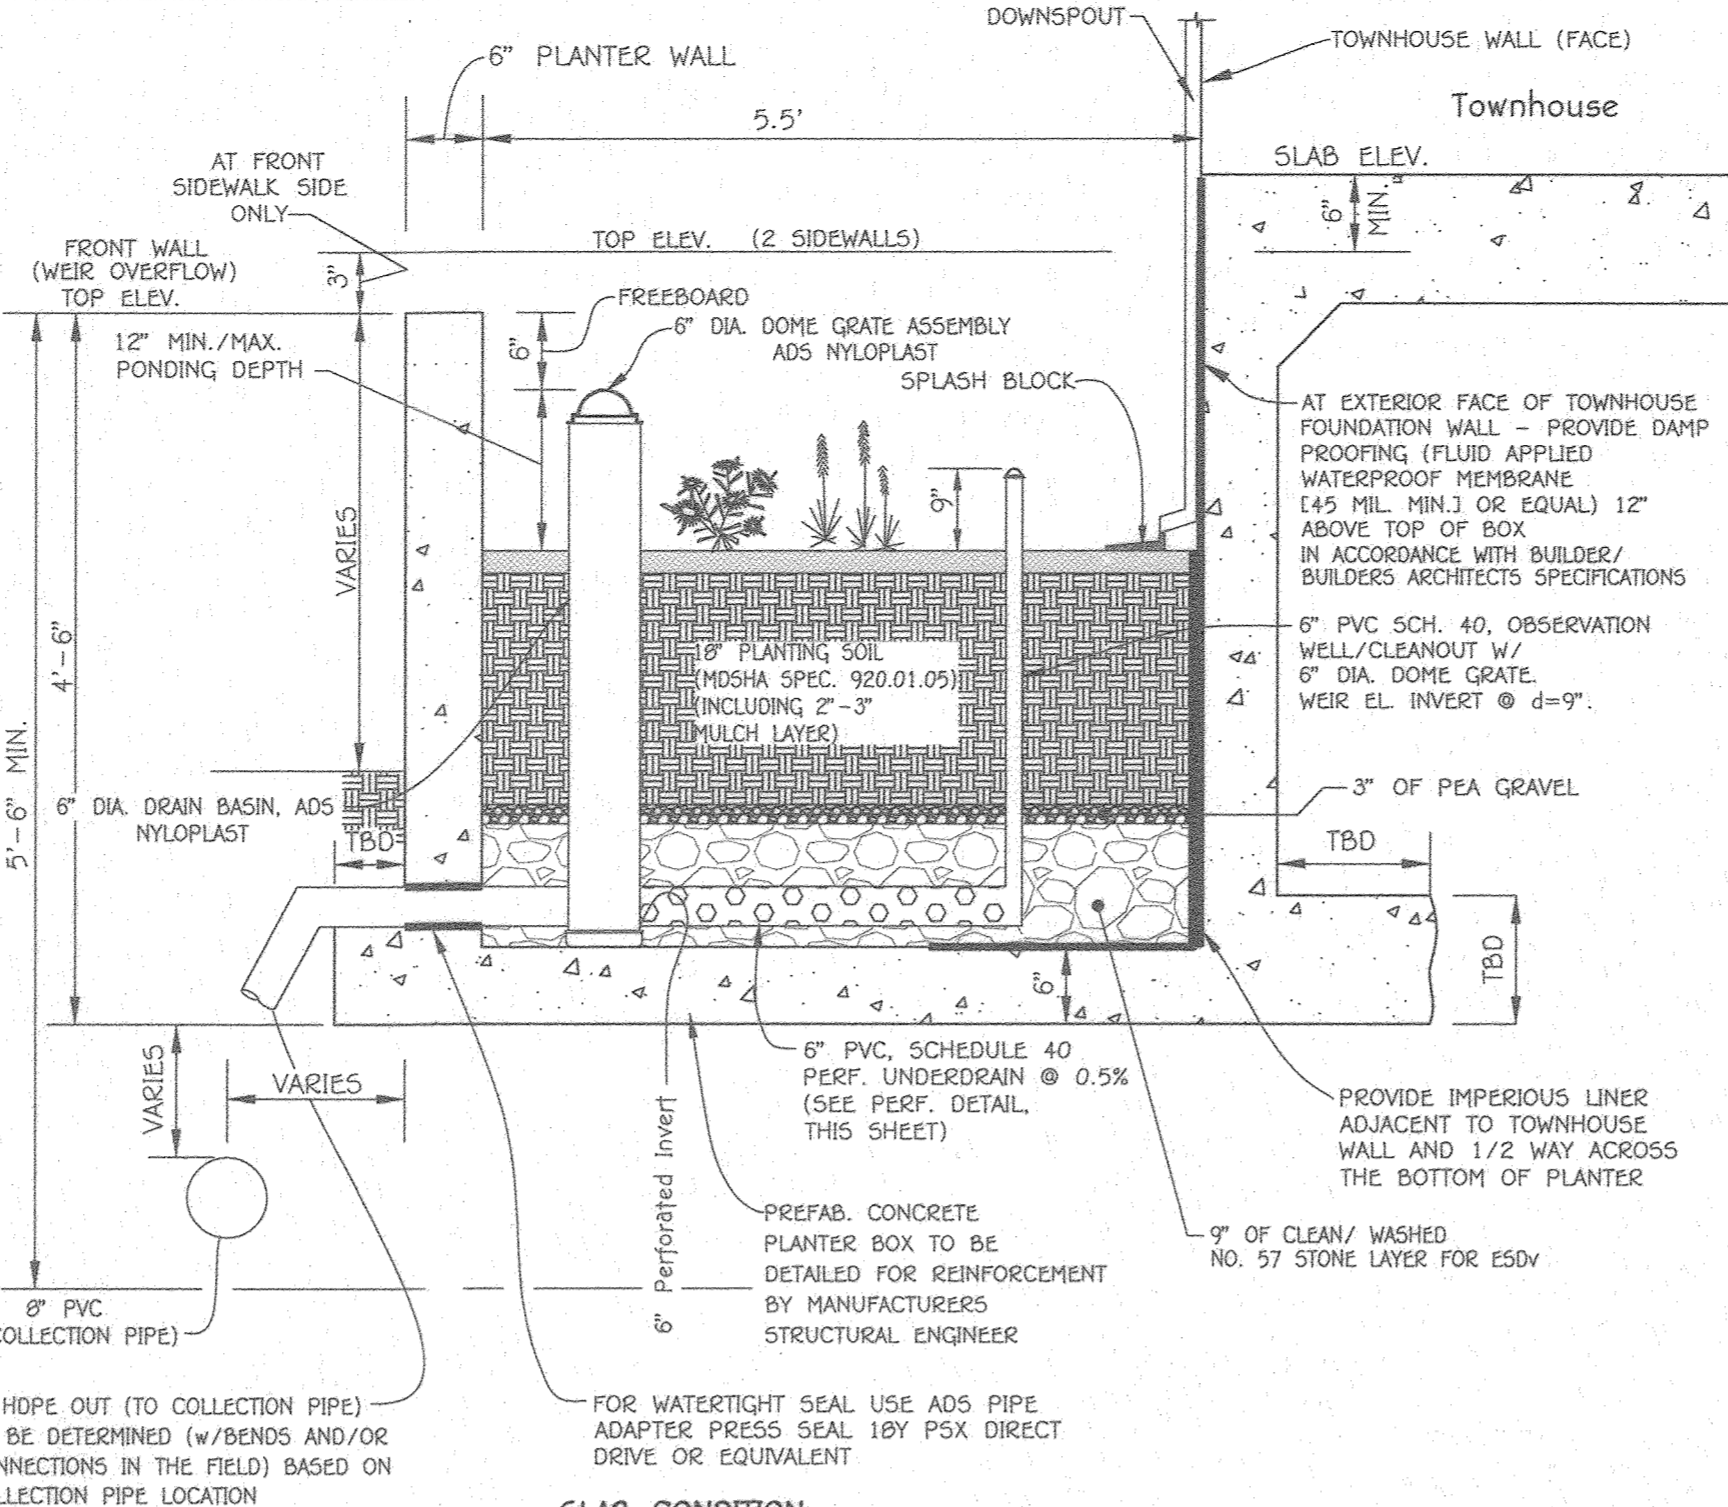 DOWNSPOUT
TOWNHOUSE WALL (FACE)
6" PLANTER WALL
Townhouse
5.5'
SLAB ELEV.
AT FRONT
SIDEWALK SIDE
ONLY
6"
MIN.
TOP ELEV. (2 SIDEWALLS)
FRONT WALL
(WEIR OVERFLOW)
TOP ELEV.
3"
FREEBOARD
6"
6" DIA. DOME GRATE ASSEMBLY
ADS NYLOPLAST
12" MIN./MAX.
PONDING DEPTH
SPLASH BLOCK
AT EXTERIOR FACE OF TOWNHOUSE
FOUNDATION WALL - PROVIDE DAMP
PROOFING (FLUID APPLIED
WATERPROOF MEMBRANE
[45 MIL. MIN.] OR EQUAL) 12"
ABOVE TOP OF BOX
IN ACCORDANCE WITH BUILDER/
BUILDERS ARCHITECTS SPECIFICATIONS
9"
VARIES
4'-6"
5'-6" MIN.
6" PVC SCH. 40, OBSERVATION
WELL/CLEANOUT W/
6" DIA. DOME GRATE.
WEIR EL. INVERT @ d=9".
18" PLANTING SOIL
(MDSHA SPEC. 920.01.05)
(INCLUDING 2"-3"
MULCH LAYER)
3" OF PEA GRAVEL
6" DIA. DRAIN BASIN, ADS
NYLOPLAST
TBD
TBD
TBD
6"
VARIES
VARIES
6" PVC, SCHEDULE 40
PERF. UNDERDRAIN @ 0.5%
(SEE PERF. DETAIL,
THIS SHEET)
6" Perforated Invert
PROVIDE IMPERIOUS LINER
ADJACENT TO TOWNHOUSE
WALL AND 1/2 WAY ACROSS
THE BOTTOM OF PLANTER
PREFAB. CONCRETE
PLANTER BOX TO BE
DETAILED FOR REINFORCEMENT
BY MANUFACTURERS
STRUCTURAL ENGINEER
9" OF CLEAN/ WASHED
NO. 57 STONE LAYER FOR ESDv
8" PVC
COLLECTION PIPE)
HDPE OUT (TO COLLECTION PIPE)
BE DETERMINED (w/BENDS AND/OR
NNECTIONS IN THE FIELD) BASED ON
LLECTION PIPE LOCATION
FOR WATERTIGHT SEAL USE ADS PIPE
ADAPTER PRESS SEAL 18Y PSX DIRECT
DRIVE OR EQUIVALENT
SLAB CONDITION